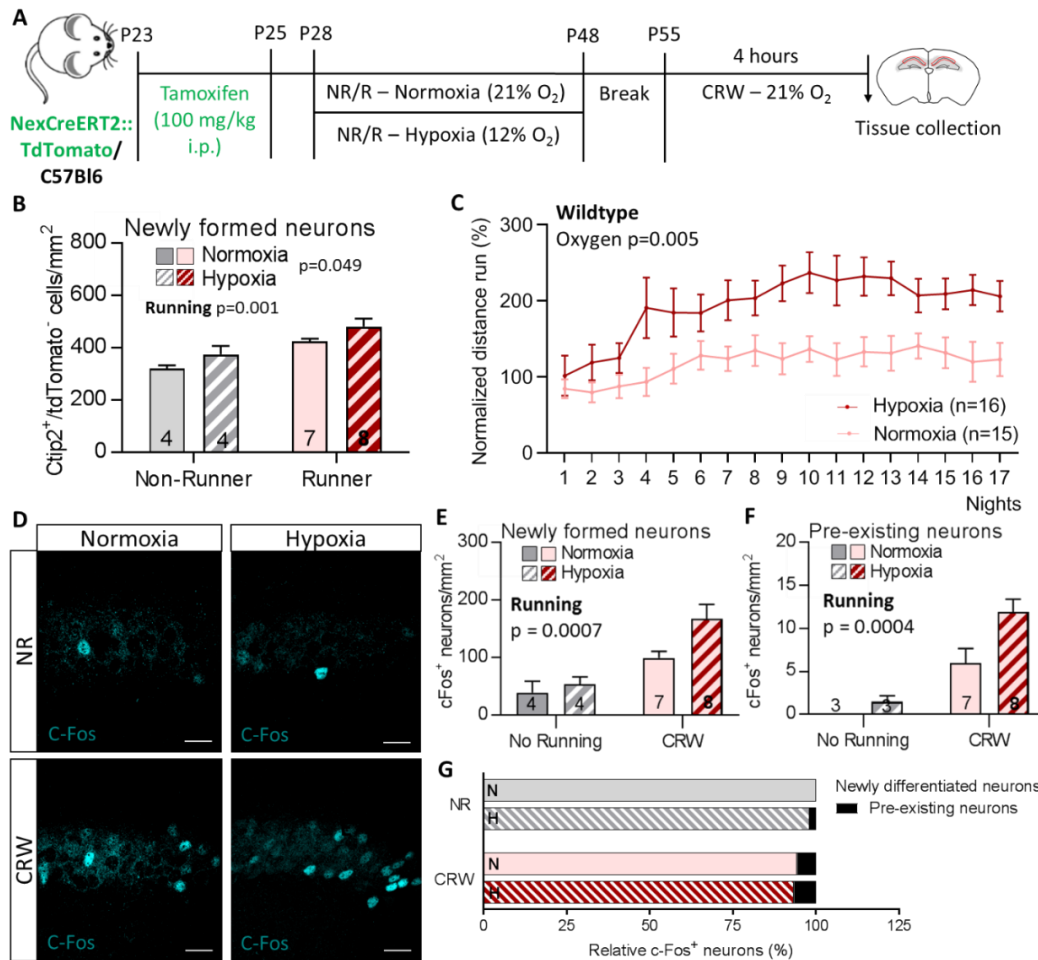 A
P23 P25 P28 P48 P55
4 hours
Tamoxifen
(100 mg/kg
i.p.)
NR/R – Normoxia (21% O₂)
NR/R – Hypoxia (12% O₂)
Break
CRW – 21% O₂
Tissue collection
NexCreERT2::
TdTomato/
C57Bl6
B
Newly formed neurons
Normoxia
Hypoxia
p=0.049
Running p=0.001
Ctip2⁺/tdTomato⁻ cells/mm²
800
600
400
200
0
4 4 7 8
Non-Runner Runner
C
Wildtype
Oxygen p=0.005
Normalized distance run (%)
300
200
100
0
Hypoxia (n=16)
Normoxia (n=15)
1 2 3 4 5 6 7 8 9 10 11 12 13 14 15 16 17
Nights
D
Normoxia Hypoxia
NR
C-Fos C-Fos
CRW
C-Fos C-Fos
E
Newly formed neurons
Normoxia
Hypoxia
Running
p = 0.0007
cFos⁺ neurons/mm²
300
200
100
0
4 4 7 8
No Running CRW
F
Pre-existing neurons
Normoxia
Hypoxia
Running
p = 0.0004
cFos⁺ neurons/mm²
20
15
10
5
0
3 3 7 8
No Running CRW
G
Newly differentiated neurons
Pre-existing neurons
NR
N
H
CRW
N
H
0 25 50 75 100 125
Relative c-Fos⁺ neurons (%)